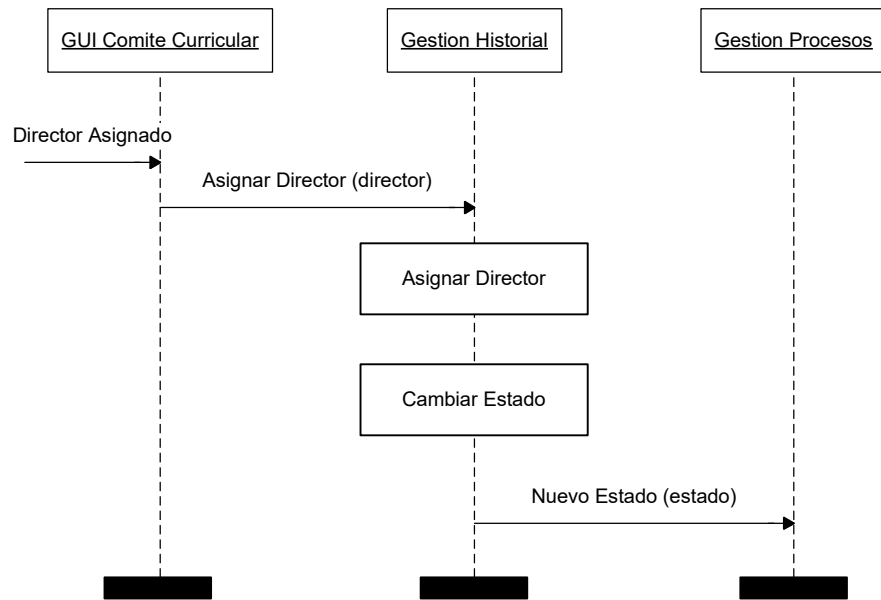 GUI Comite Curricular
Gestion Historial
Gestion Procesos
Director Asignado
Asignar Director (director)
Asignar Director
Cambiar Estado
Nuevo Estado (estado)